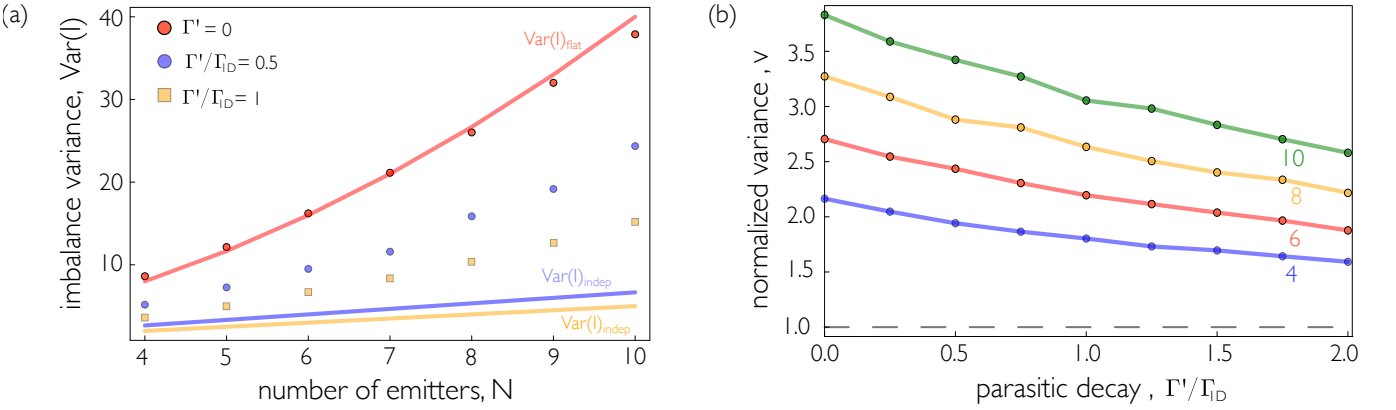 (a)
imbalance variance, Var(I)
40
30
20
10
Γ' = 0
Γ'/Γ1D = 0.5
Γ'/Γ1D = 1
Var(I)flat
Var(I)indep
Var(I)indep
4 5 6 7 8 9 10
number of emitters, N
(b)
normalized variance , v
3.5
3.0
2.5
2.0
1.5
1.0
10
8
6
4
0.0 0.5 1.0 1.5 2.0
parasitic decay , Γ'/Γ1D